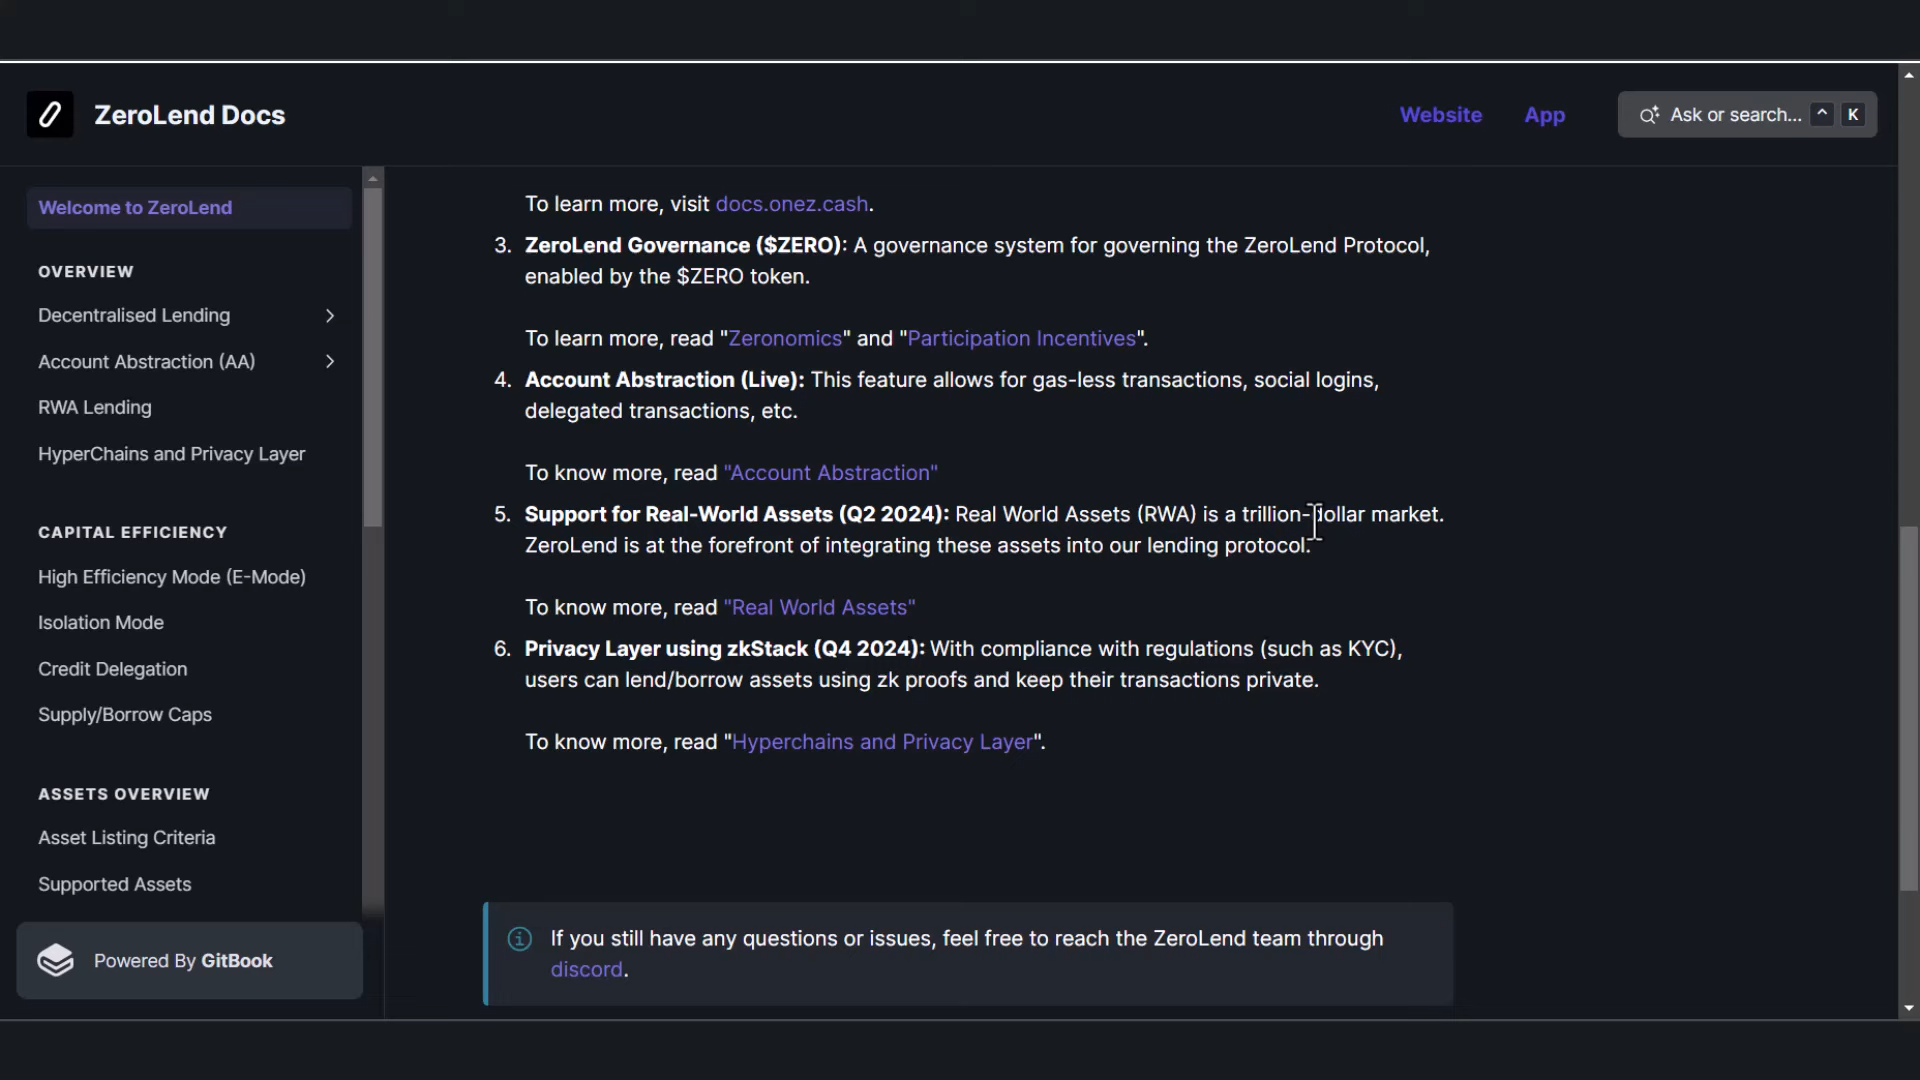 ZeroLend Docs
Website
App
Ask or search...
^
K
Welcome to ZeroLend
OVERVIEW
Decentralised Lending
Account Abstraction (AA)
RWA Lending
HyperChains and Privacy Layer
CAPITAL EFFICIENCY
High Efficiency Mode (E-Mode)
Isolation Mode
Credit Delegation
Supply/Borrow Caps
ASSETS OVERVIEW
Asset Listing Criteria
Supported Assets
Powered By GitBook
To learn more, visit docs.onez.cash.
3. ZeroLend Governance ($ZERO): A governance system for governing the ZeroLend Protocol,
enabled by the $ZERO token.
To learn more, read "Zeronomics" and "Participation Incentives".
4. Account Abstraction (Live): This feature allows for gas-less transactions, social logins,
delegated transactions, etc.
To know more, read "Account Abstraction"
5. Support for Real-World Assets (Q2 2024): Real World Assets (RWA) is a trillion-dollar market.
ZeroLend is at the forefront of integrating these assets into our lending protocol.
To know more, read "Real World Assets"
6. Privacy Layer using zkStack (Q4 2024): With compliance with regulations (such as KYC),
users can lend/borrow assets using zk proofs and keep their transactions private.
To know more, read "Hyperchains and Privacy Layer".
If you still have any questions or issues, feel free to reach the ZeroLend team through
discord.